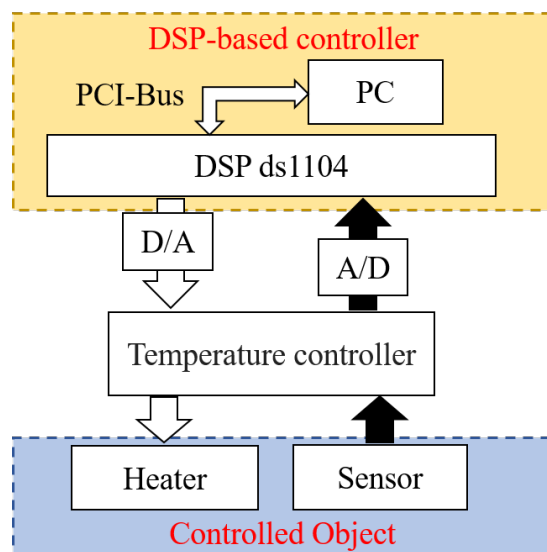 DSP-based controller
PCI-Bus
PC
DSP ds1104
D/A
A/D
Temperature controller
Heater
Sensor
Controlled Object